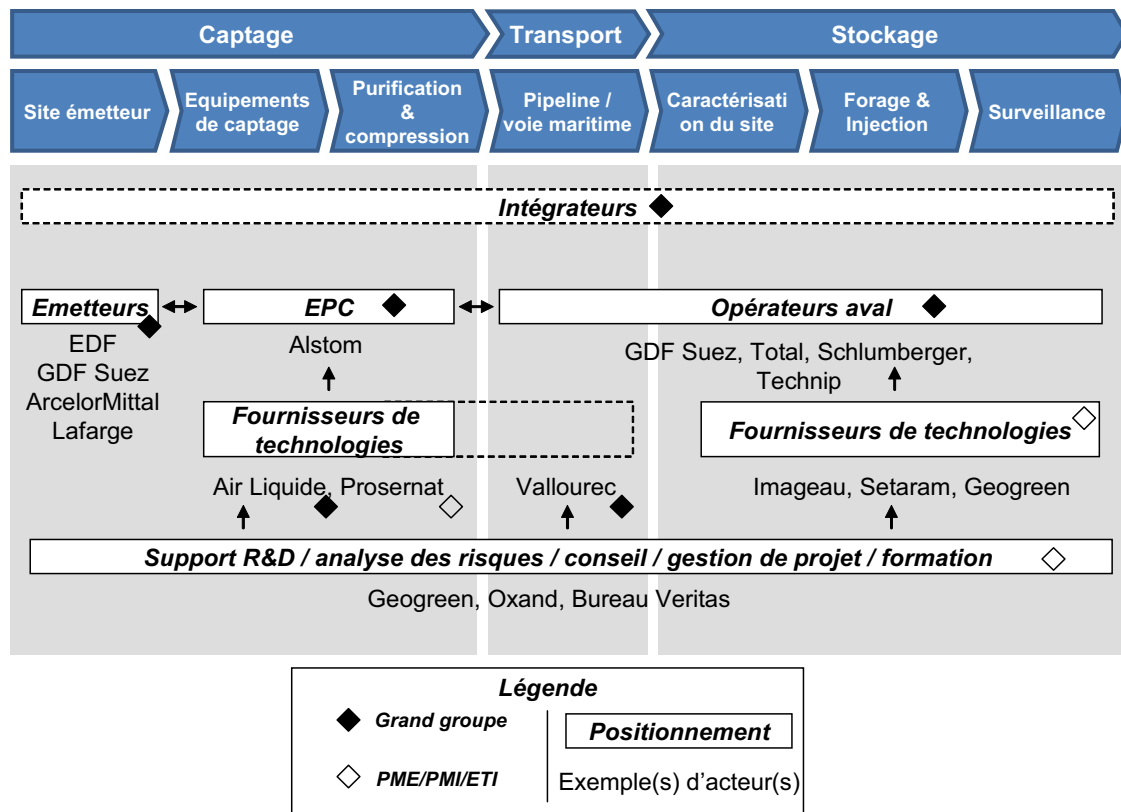 Captage
Transport
Stockage
Site émetteur
Equipements
de captage
Purification
&
compression
Pipeline /
voie maritime
Caractérisati
on du site
Forage &
Injection
Surveillance
Intégrateurs
Emetteurs
EPC
Opérateurs aval
EDF
GDF Suez
ArcelorMittal
Lafarge
Alstom
GDF Suez, Total, Schlumberger,
Technip
Fournisseurs de
technologies
Fournisseurs de technologies
Air Liquide, Prosernat
Vallourec
Imageau, Setaram, Geogreen
Support R&D / analyse des risques / conseil / gestion de projet / formation
Geogreen, Oxand, Bureau Veritas
Légende
Grand groupe
Positionnement
PME/PMI/ETI
Exemple(s) d'acteur(s)